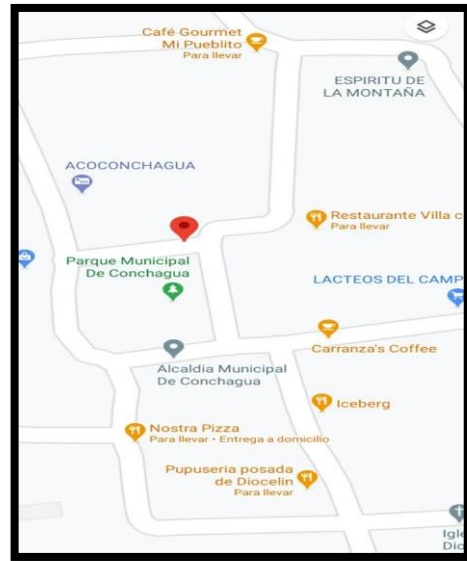 Café Gourmet
Mi Pueblito
Para llevar
ESPIRITU DE
LA MONTAÑA
ACOCONCHAGUA
Restaurante Villa c
Para llevar
Parque Municipal
De Conchagua
LACTEOS DEL CAMP
Carranza's Coffee
Alcaldia Municipal
De Conchagua
Iceberg
Nostra Pizza
Para llevar • Entrega a domicilio
Pupuseria posada
de Diocelin
Para llevar
Igle
Dio